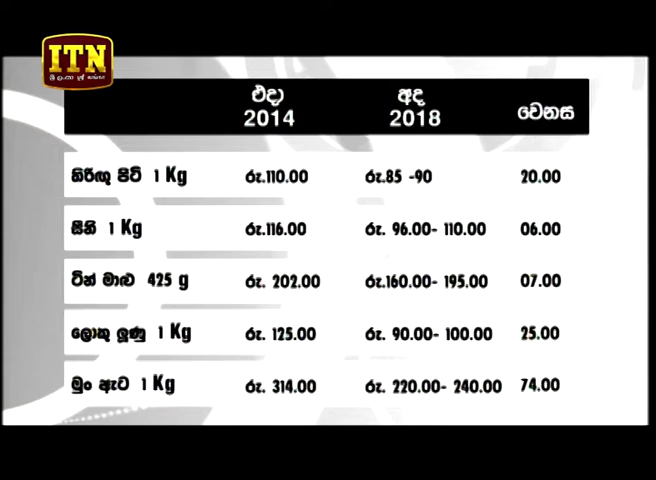 ITN
ශ්‍රී ලංකා පුත් සේවය
එදා 2014 අද 2018 වෙනස
තිරිඟු පිටි 1 Kg රු.110.00 රු.85 -90 20.00
සීනි 1 Kg රු.116.00 රු. 96.00- 110.00 06.00
ටින් මාළු 425 g රු. 202.00 රු.160.00- 195.00 07.00
ලොකු ලූනු 1 Kg රු. 125.00 රු. 90.00- 100.00 25.00
මුං ඇට 1 Kg රු. 314.00 රු. 220.00- 240.00 74.00